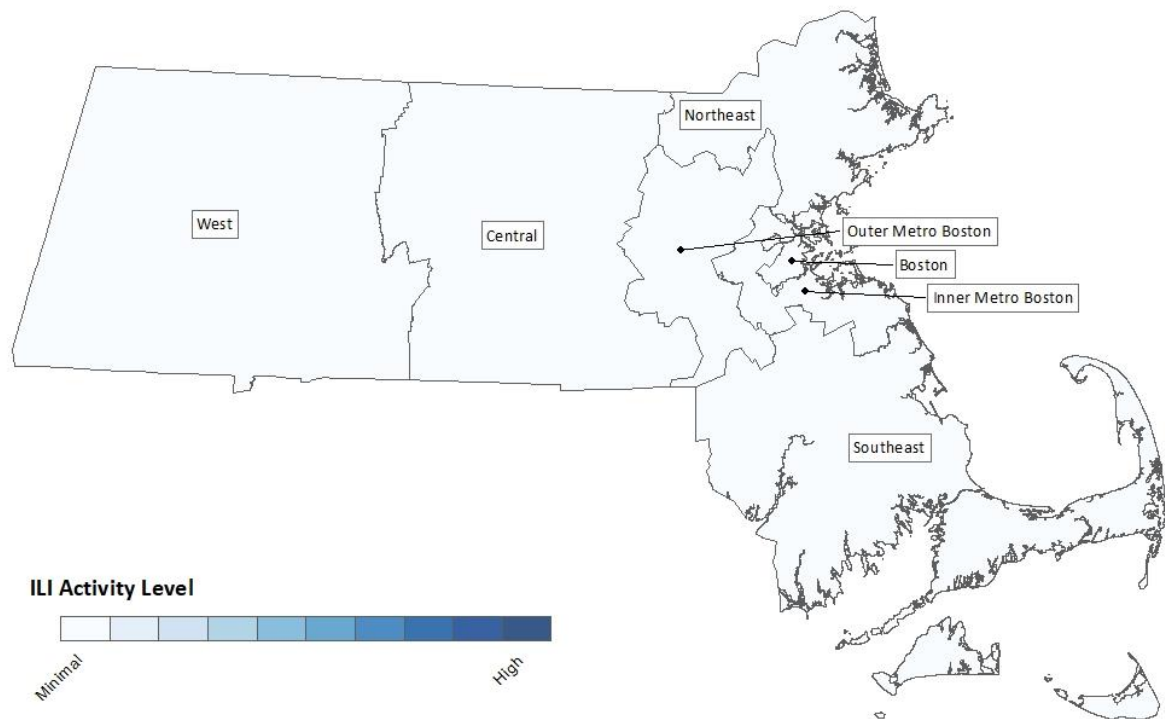 Northeast
West
Central
Outer Metro Boston
Boston
Inner Metro Boston
Southeast
ILI Activity Level
Minimal
High